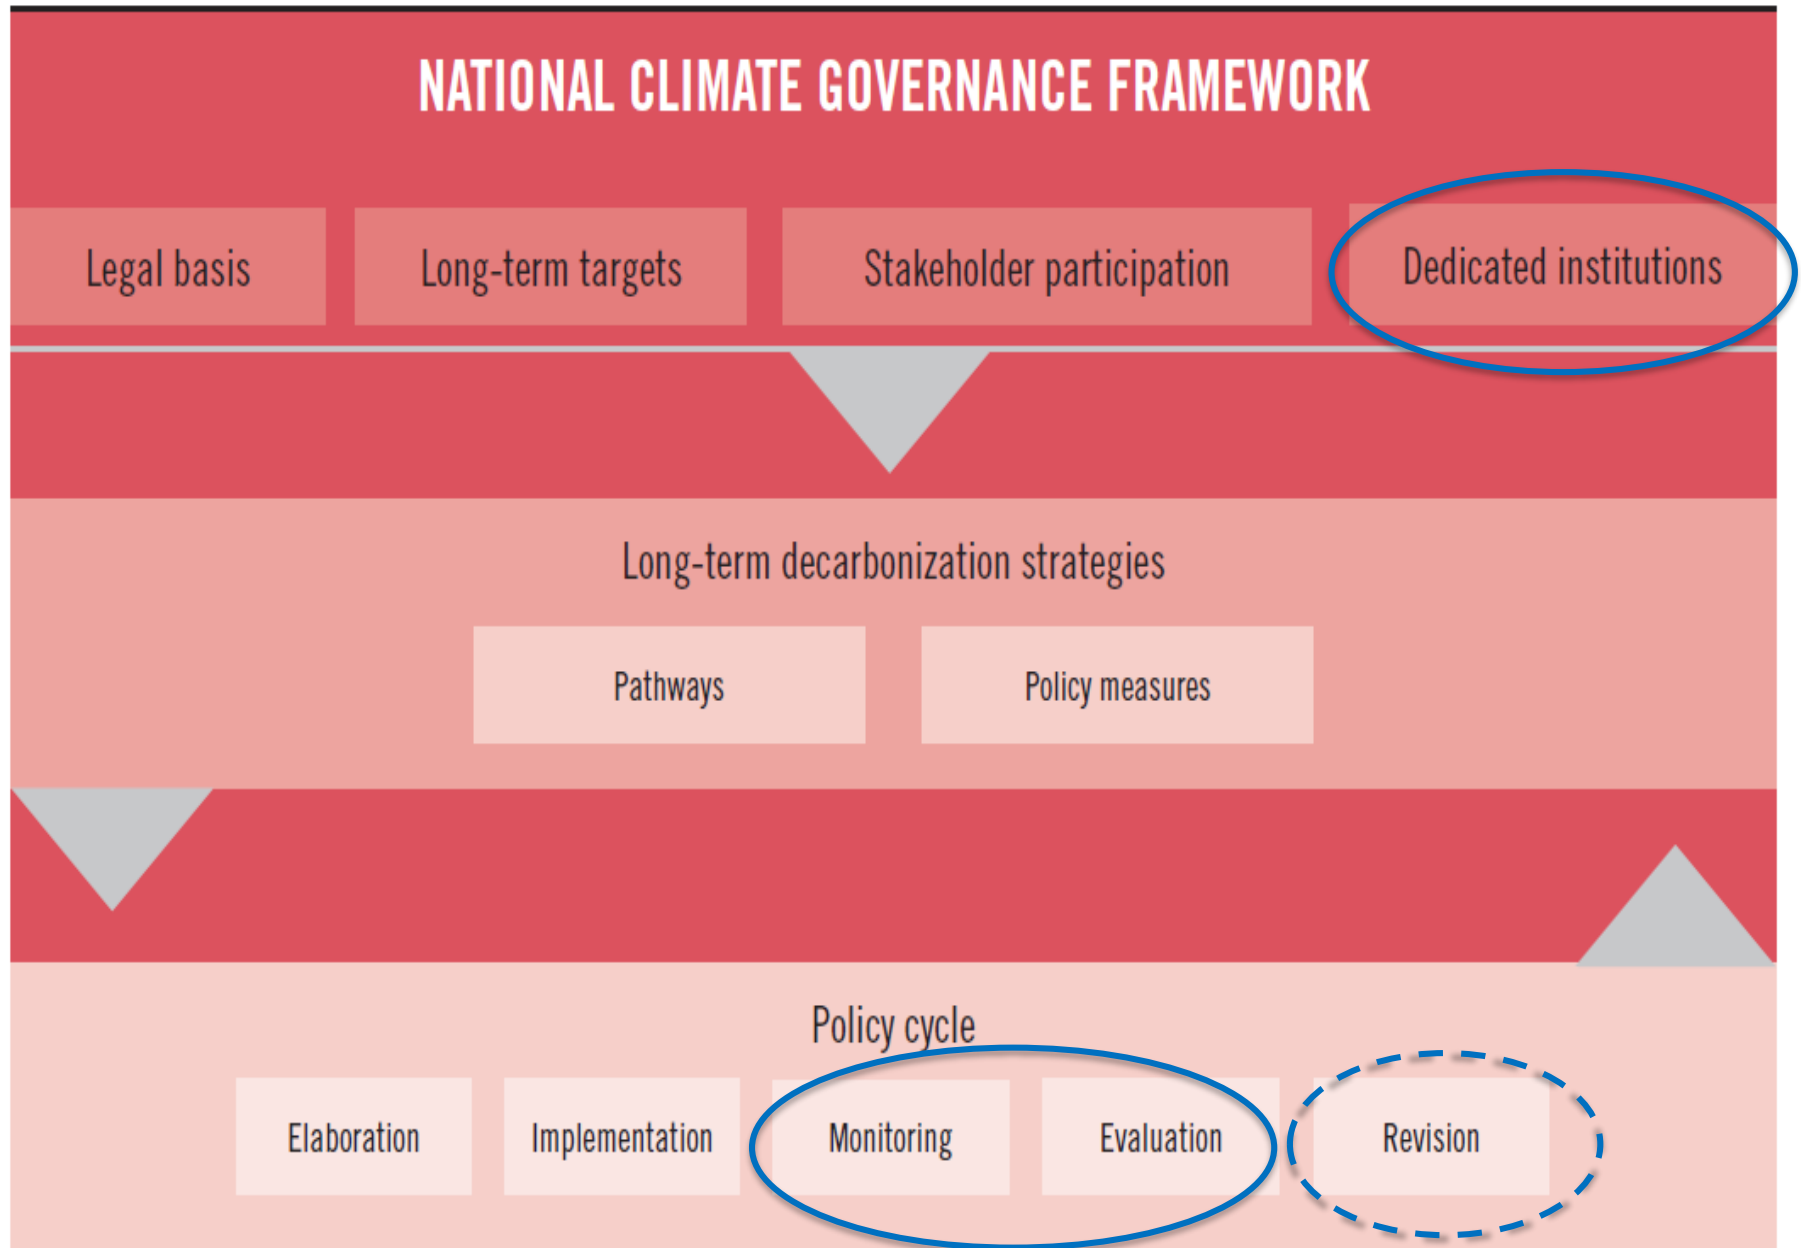 NATIONAL CLIMATE GOVERNANCE FRAMEWORK
Legal basis
Long-term targets
Stakeholder participation
Dedicated institutions
Long-term decarbonization strategies
Pathways
Policy measures
Policy cycle
Elaboration
Implementation
Monitoring
Evaluation
Revision